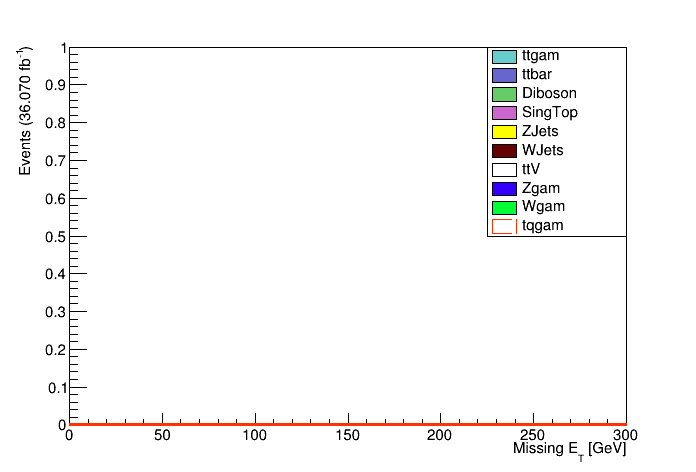 Events (36.070 fb⁻¹)
1
0.9
0.8
0.7
0.6
0.5
0.4
0.3
0.2
0.1
0
ttgam
ttbar
Diboson
SingTop
ZJets
WJets
ttV
Zgam
Wgam
tqgam
0 50 100 150 200 250 300
Missing E_T [GeV]